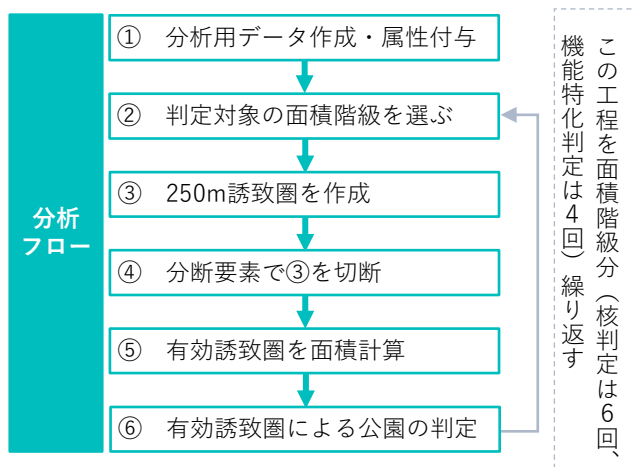 分析
フロー
① 分析用データ作成・属性付与
② 判定対象の面積階級を選ぶ
③ 250m誘致圏を作成
④ 分断要素で③を切断
⑤ 有効誘致圏を面積計算
⑥ 有効誘致圏による公園の判定
この工程を面積階級分（核判定は6回、
機能特化判定は4回）繰り返す